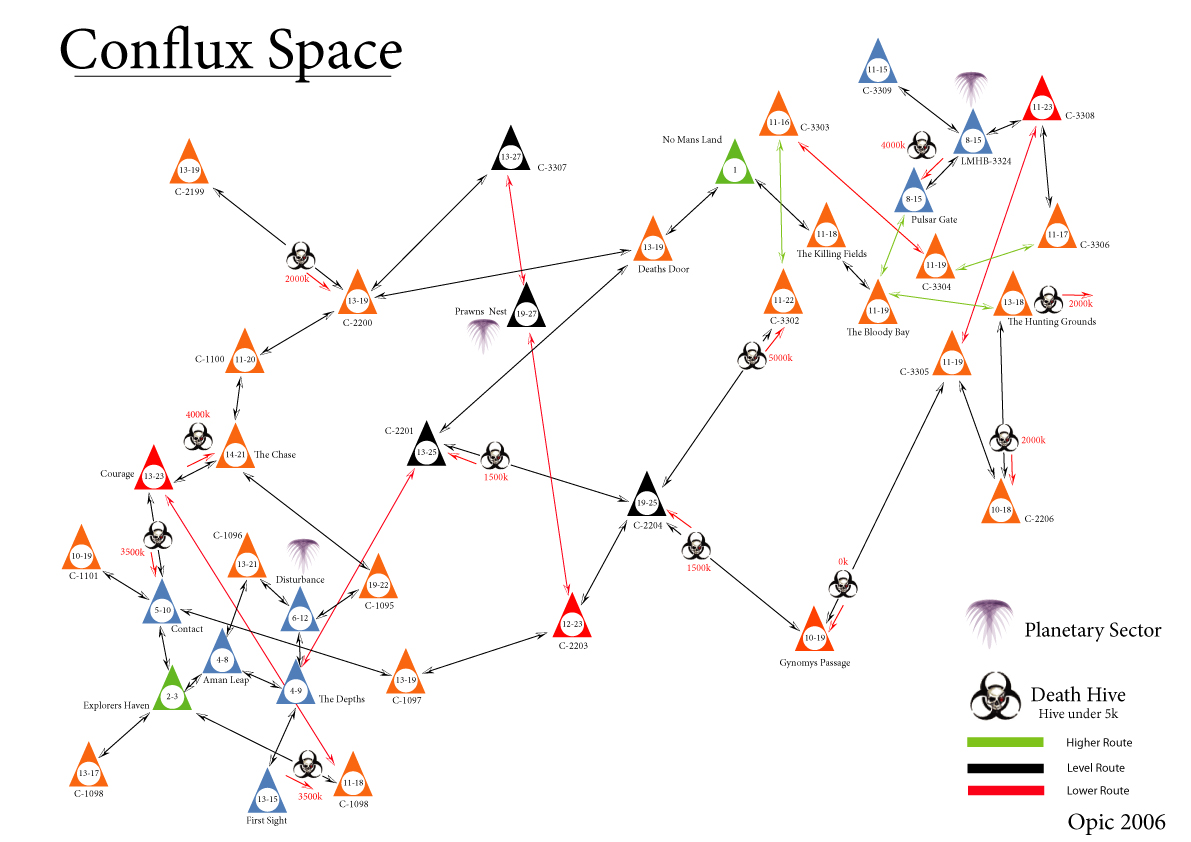 Conflux Space
11-15
C-3309
11-23
C-3308
11-16
C-3303
4000k
8-15
LMHB-3324
No Mans Land
1
13-27
C-3307
13-19
C-2199
8-15
Pulsar Gate
11-18
The Killing Fields
11-17
C-3306
13-19
Deaths Door
11-19
C-3304
2000k
13-19
C-2200
Prawns Nest
19-27
11-22
C-3302
11-19
The Bloody Bay
13-18
2000k
The Hunting Grounds
C-1100
11-20
5000k
C-3305
11-19
4000k
C-2201
13-25
14-21
The Chase
2000k
Courage
13-23
1500k
19-25
C-2204
10-18
C-2206
C-1096
3500k
10-19
C-1101
13-21
Disturbance
1500k
0k
19-22
C-1095
5-10
Contact
6-12
12-23
C-2203
10-19
Gynomys Passage
Planetary Sector
4-8
Aman Leap
13-19
C-1097
2-3
Explorers Haven
4-9
The Depths
Death Hive
Hive under 5k
Higher Route
13-17
C-1098
11-18
C-1098
3500k
13-15
First Sight
Level Route
Lower Route
Opic 2006